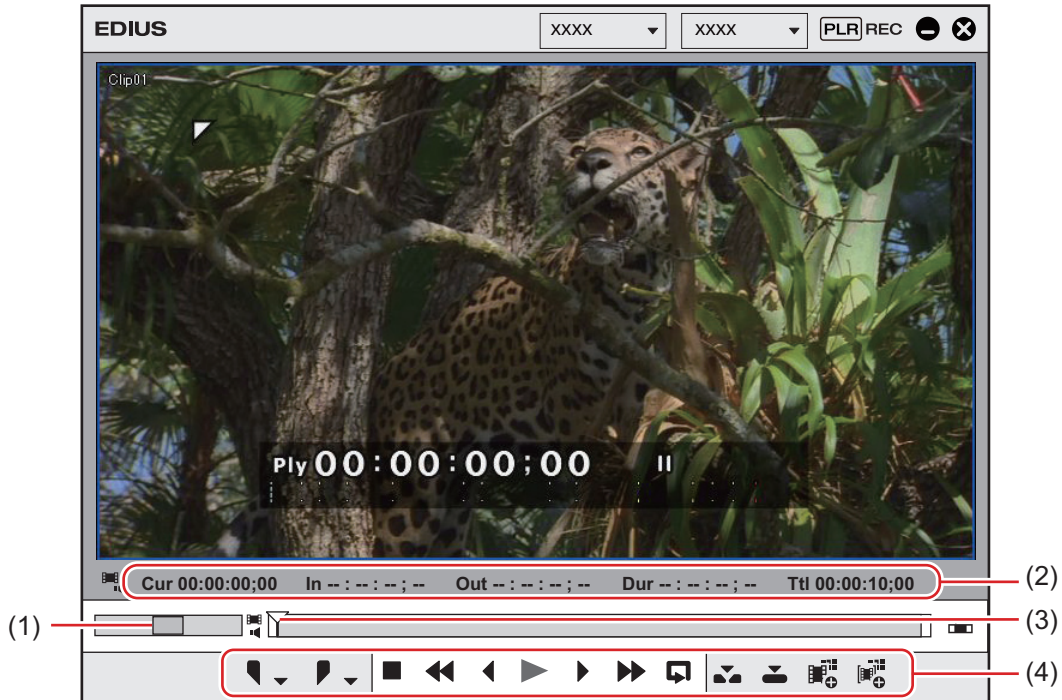 EDIUS
XXXX
XXXX
PLR REC
Clip01
Ply 00:00:00;00
Cur 00:00:00;00 In -- : -- : -- ; -- Out -- : -- : -- ; -- Dur -- : -- : -- ; -- Ttl 00:00:10;00
(2)
(1)
(3)
(4)